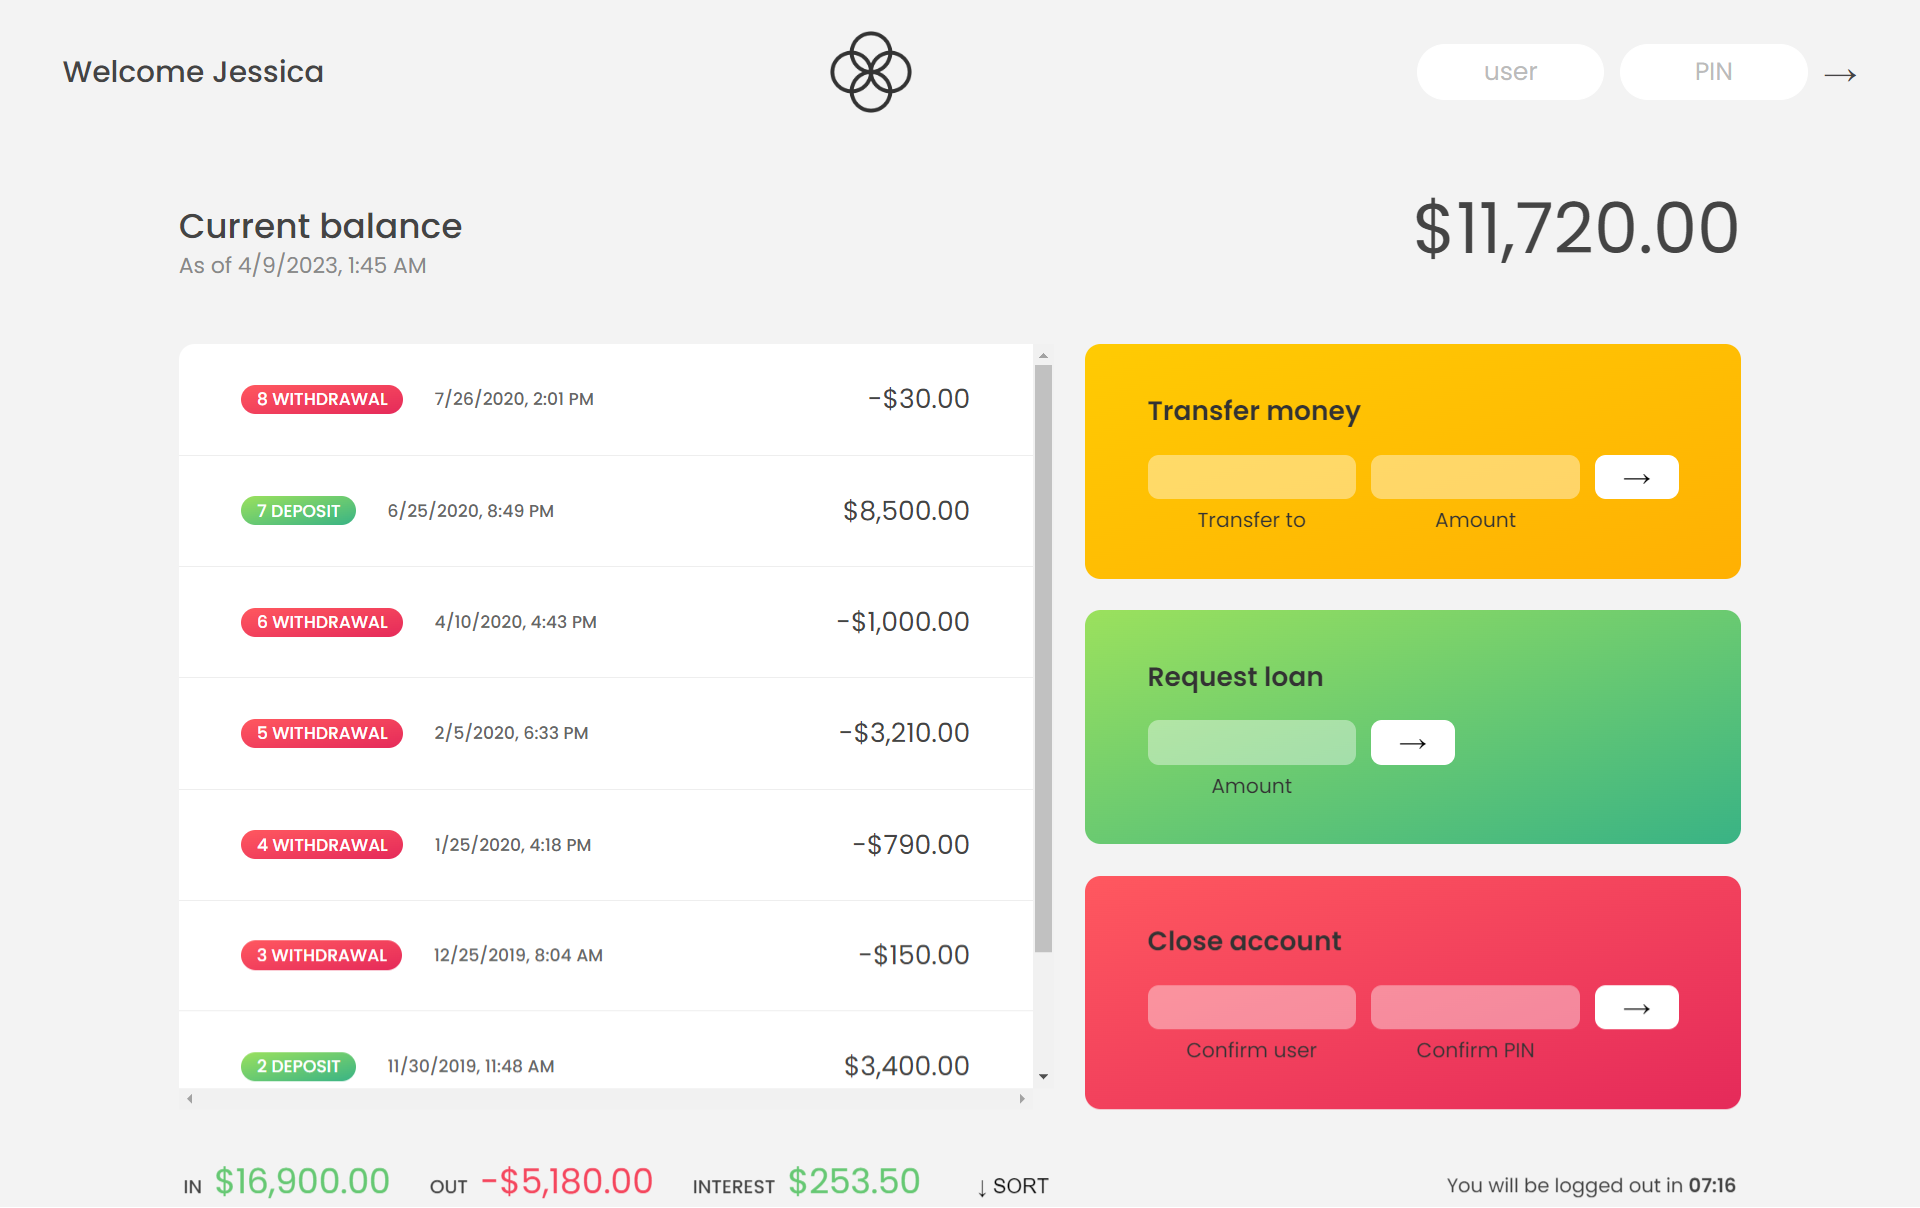 Welcome Jessica
user
PIN
→
Current balance
As of 4/9/2023, 1:45 AM
$11,720.00
8 WITHDRAWAL 7/26/2020, 2:01 PM -$30.00
7 DEPOSIT 6/25/2020, 8:49 PM $8,500.00
6 WITHDRAWAL 4/10/2020, 4:43 PM -$1,000.00
5 WITHDRAWAL 2/5/2020, 6:33 PM -$3,210.00
4 WITHDRAWAL 1/25/2020, 4:18 PM -$790.00
3 WITHDRAWAL 12/25/2019, 8:04 AM -$150.00
2 DEPOSIT 11/30/2019, 11:48 AM $3,400.00
Transfer money
→
Transfer to Amount
Request loan
→
Amount
Close account
→
Confirm user Confirm PIN
IN $16,900.00 OUT -$5,180.00 INTEREST $253.50 ↓ SORT
You will be logged out in 07:16